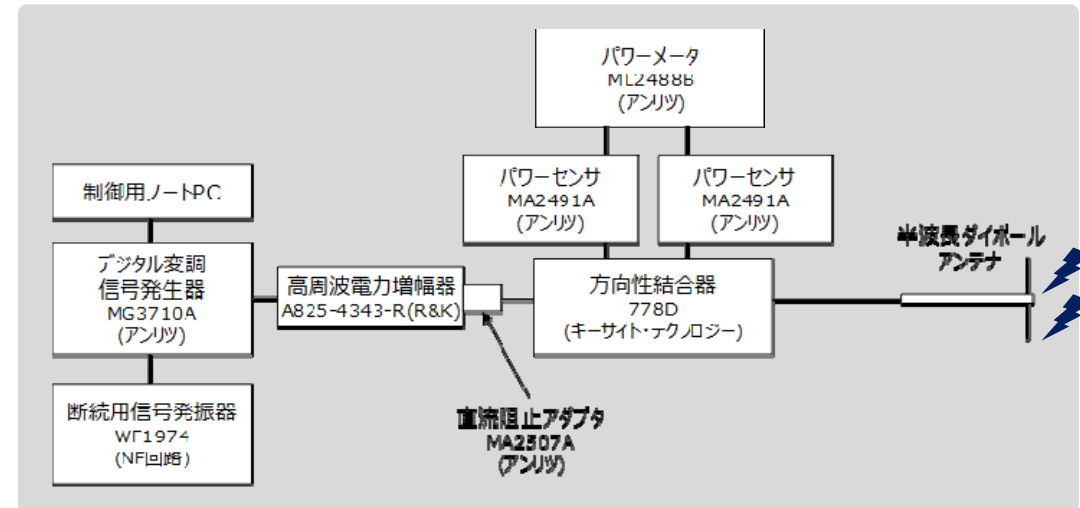 パワーメータ
ML2488B
(アンリツ)
パワーセンサ
MA2491A
(アンリツ)
パワーセンサ
MA2491A
(アンリツ)
制御用ノートPC
デジタル変調
信号発生器
MG3710A
(アンリツ)
高周波電力増幅器
A825-4343-R(R&K)
方向性結合器
778D
(キーサイト・テクノロジー)
半波長ダイポール
アンテナ
断続用信号発振器
WF1974
(NF回路)
直流阻止アダプタ
MA2507A
(アンリツ)